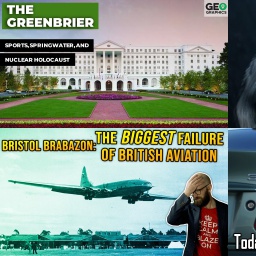 THE
GREENBRIER
GEO
GRAPHICS
SPORTS, SPRINGWATER, AND
NUCLEAR HOLOCAUST
BRISTOL BRABAZON:
THE BIGGEST FAILURE
OF BRITISH AVIATION
KEEP
CALM
AND
BLAZE
ON
Toda